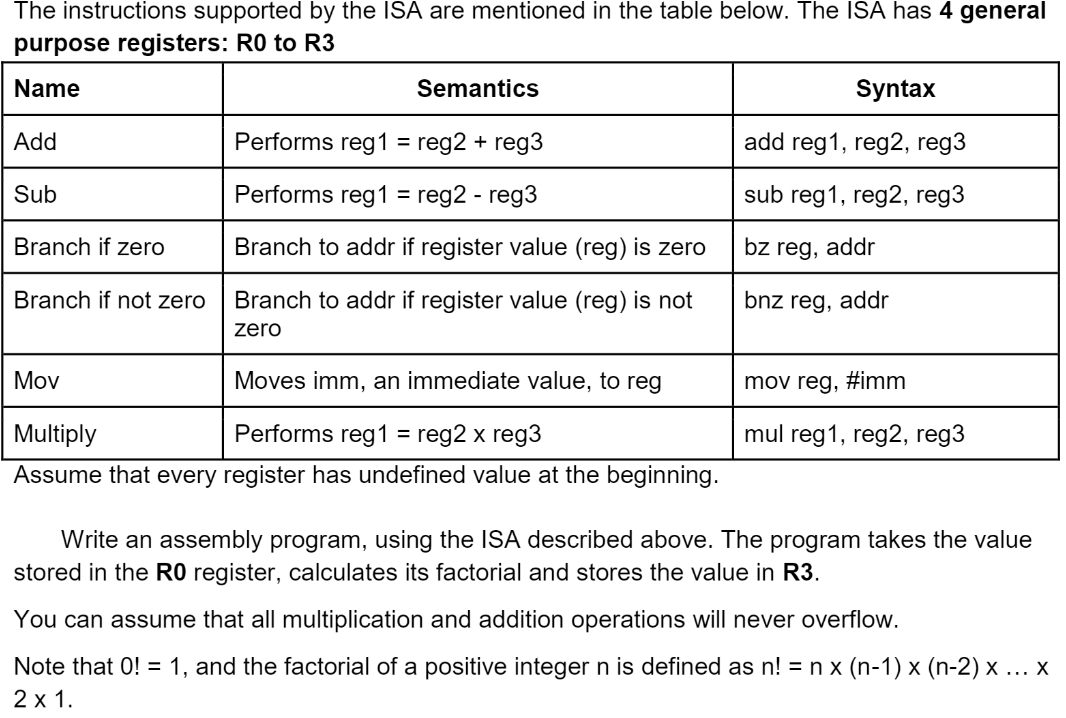 The instructions supported by the ISA are mentioned in the table below. The ISA has 4 general
purpose registers: R0 to R3
Name Semantics Syntax
Add Performs reg1 = reg2 + reg3 add reg1, reg2, reg3
Sub Performs reg1 = reg2 - reg3 sub reg1, reg2, reg3
Branch if zero Branch to addr if register value (reg) is zero bz reg, addr
Branch if not zero Branch to addr if register value (reg) is not bnz reg, addr
zero
Mov Moves imm, an immediate value, to reg mov reg, #imm
Multiply Performs reg1 = reg2 x reg3 mul reg1, reg2, reg3
Assume that every register has undefined value at the beginning.
Write an assembly program, using the ISA described above. The program takes the value
stored in the R0 register, calculates its factorial and stores the value in R3.
You can assume that all multiplication and addition operations will never overflow.
Note that 0! = 1, and the factorial of a positive integer n is defined as n! = n x (n-1) x (n-2) x … x
2 x 1.